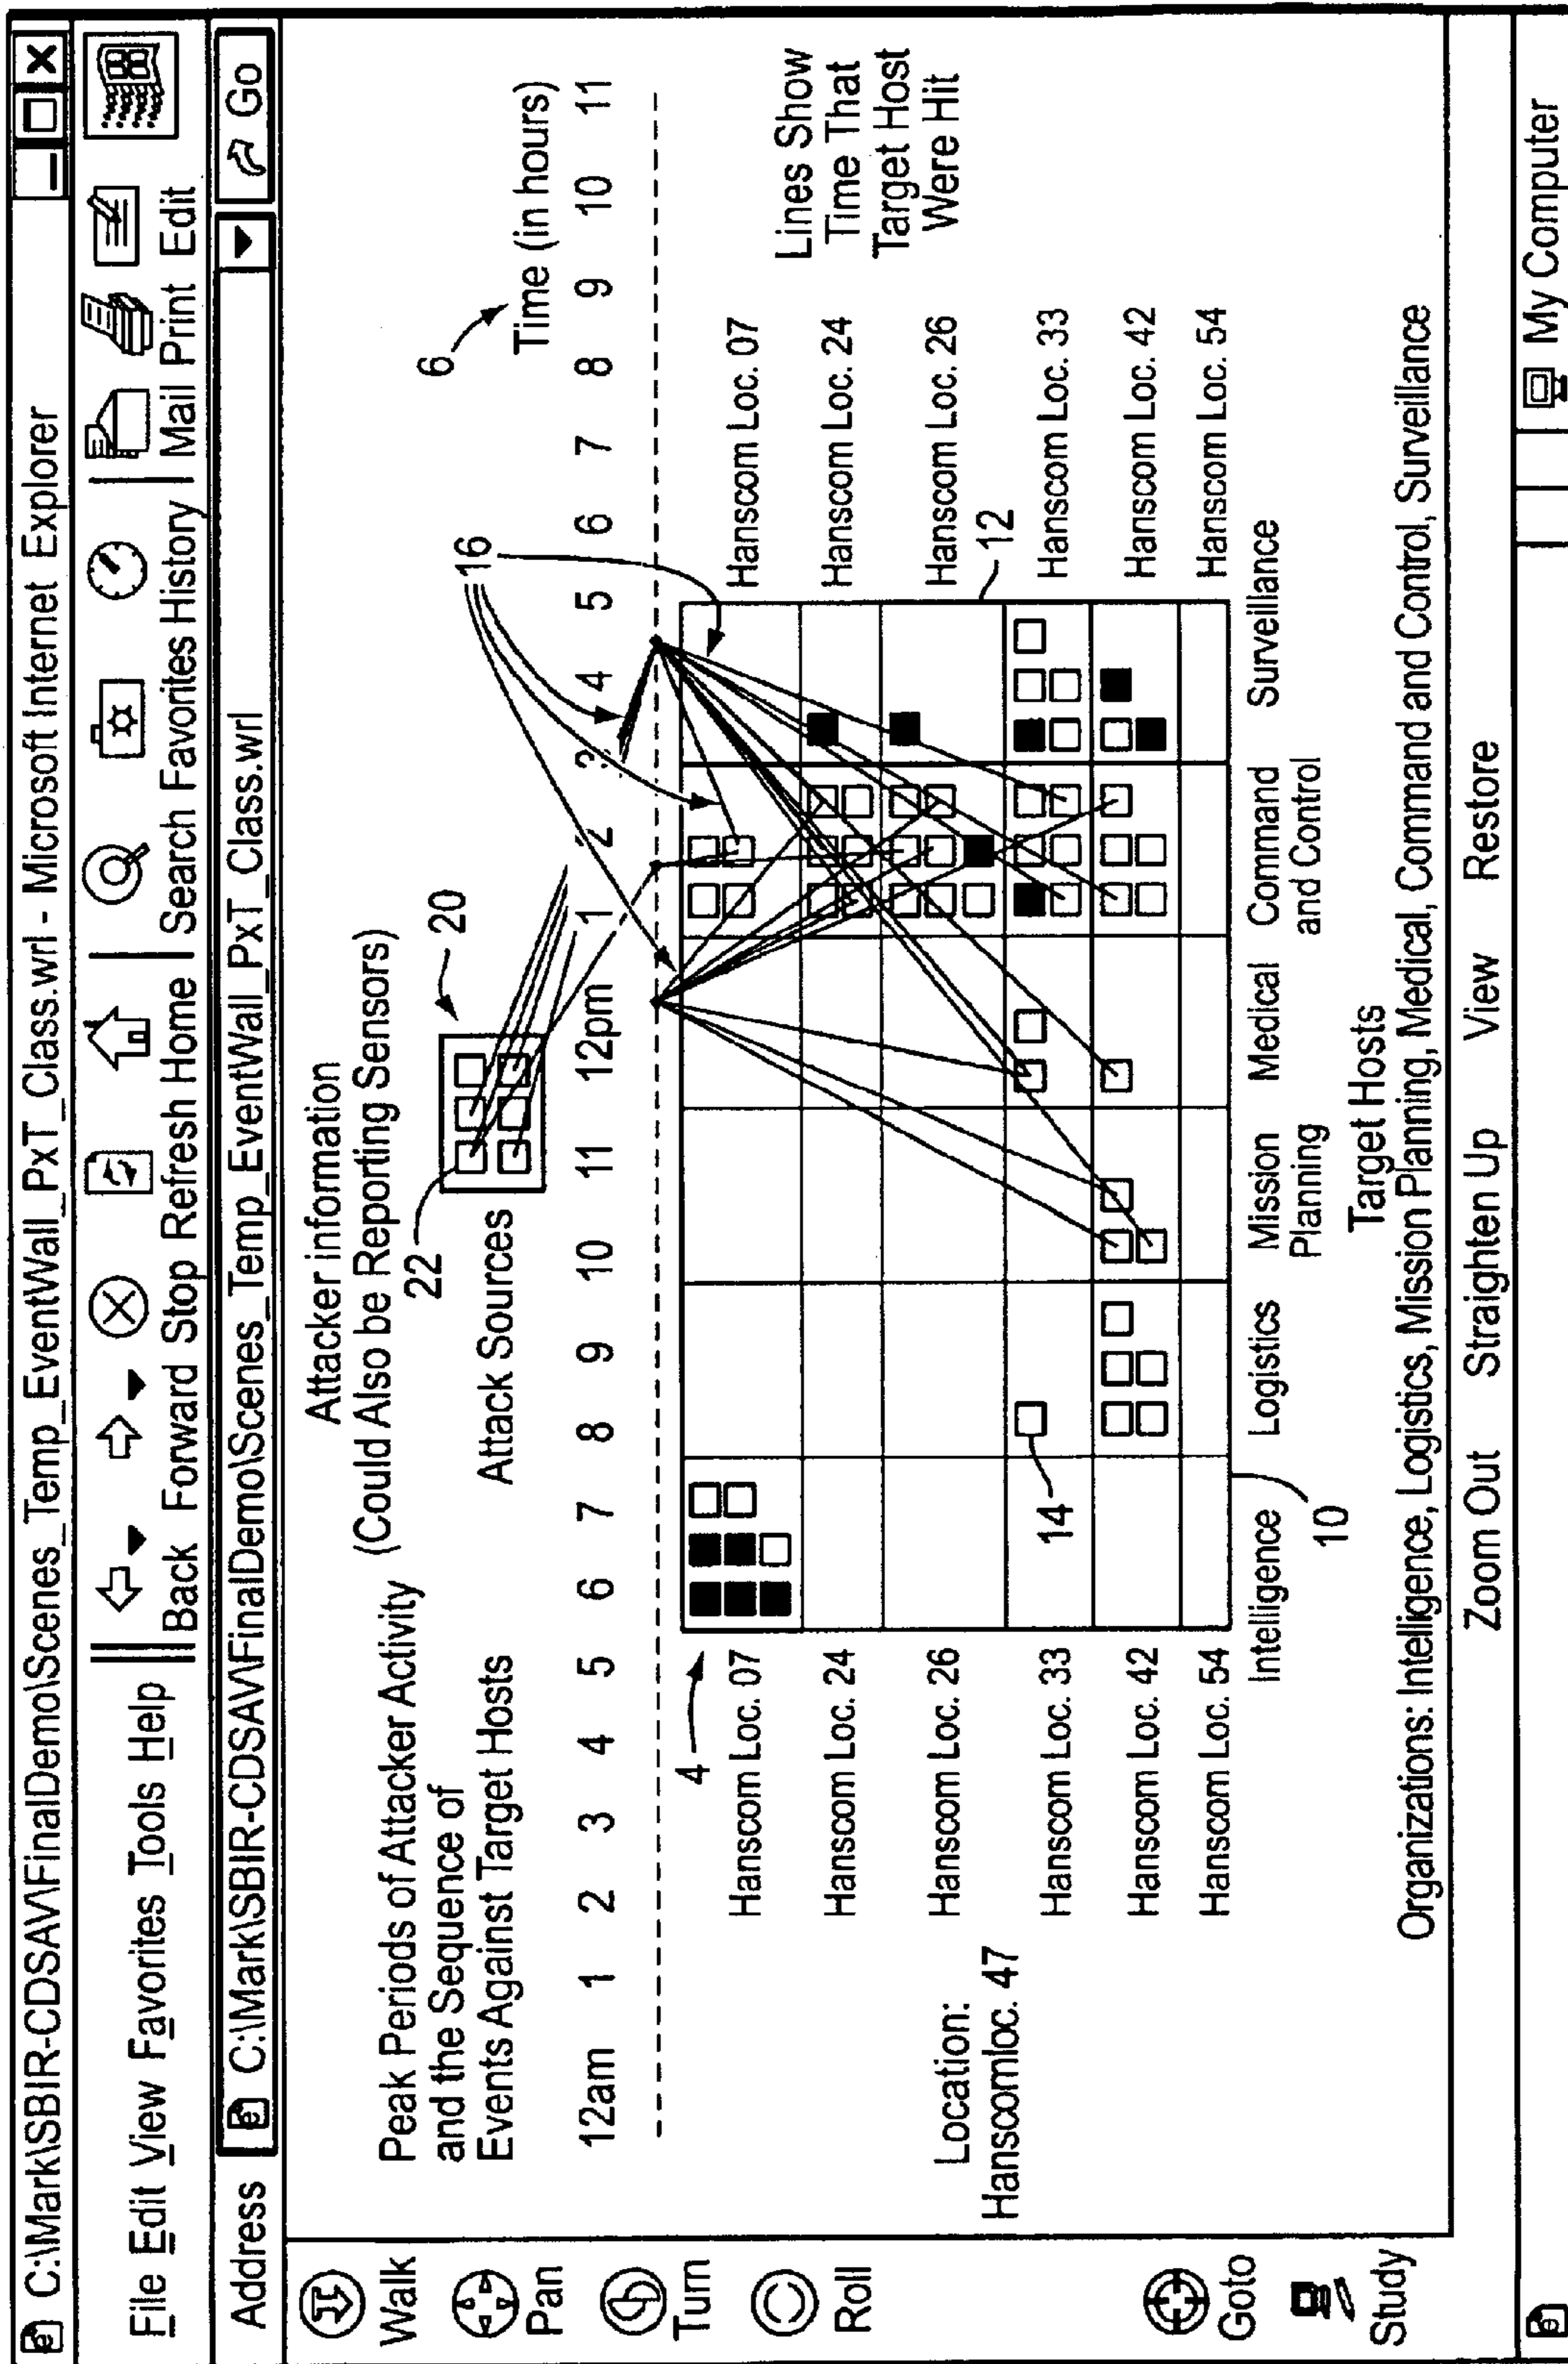 C:\Mark\SBIR-CDSA\FinalDemo\Scenes_Temp_EventWall_PxT_Class.wrl - Microsoft Internet Explorer
File Edit View Favorites Tools Help
Back Forward Stop Refresh Home Search Favorites History Mail Print Edit
Address C:\Mark\SBIR-CDSA\FinalDemo\Scenes_Temp_EventWall_PxT_Class.wrl Go
Walk
Pan
Turn
Roll
Goto
Study
Attacker information
(Could Also be Reporting Sensors)
Peak Periods of Attacker Activity
and the Sequence of
Events Against Target Hosts
22
20
Attack Sources
16
6
Time (in hours)
12am 1 2 3 4 5 6 7 8 9 10 11 12pm 1 2 3 4 5 6 7 8 9 10 11
4
Hanscom Loc. 07
Hanscom Loc. 24
Hanscom Loc. 26
Hanscom Loc. 33
Hanscom Loc. 42
Hanscom Loc. 54
Hanscom Loc. 07
Hanscom Loc. 24
Hanscom Loc. 26
Hanscom Loc. 33
Hanscom Loc. 42
Hanscom Loc. 54
Lines Show
Time That
Target Host
Were Hit
12
14
10
Location:
Hanscomloc. 47
Intelligence
Logistics
Mission
Planning
Medical
Command
and Control
Surveillance
Target Hosts
Organizations: Intelligence, Logistics, Mission Planning, Medical, Command and Control, Surveillance
Zoom Out Straighten Up View Restore
My Computer